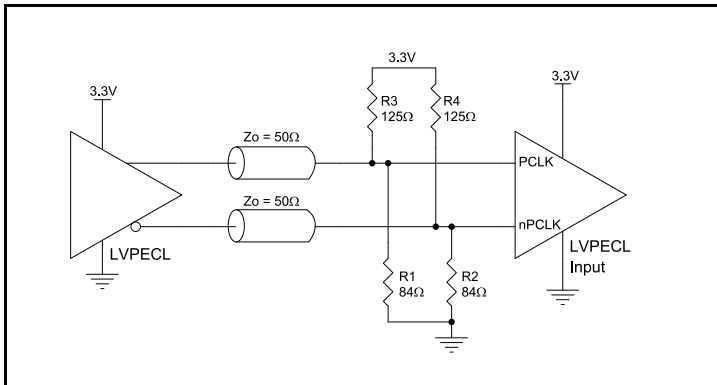 3.3V
3.3V
3.3V
R3
125Ω
R4
125Ω
Zo = 50Ω
PCLK
Zo = 50Ω
nPCLK
LVPECL
LVPECL
Input
R1
84Ω
R2
84Ω